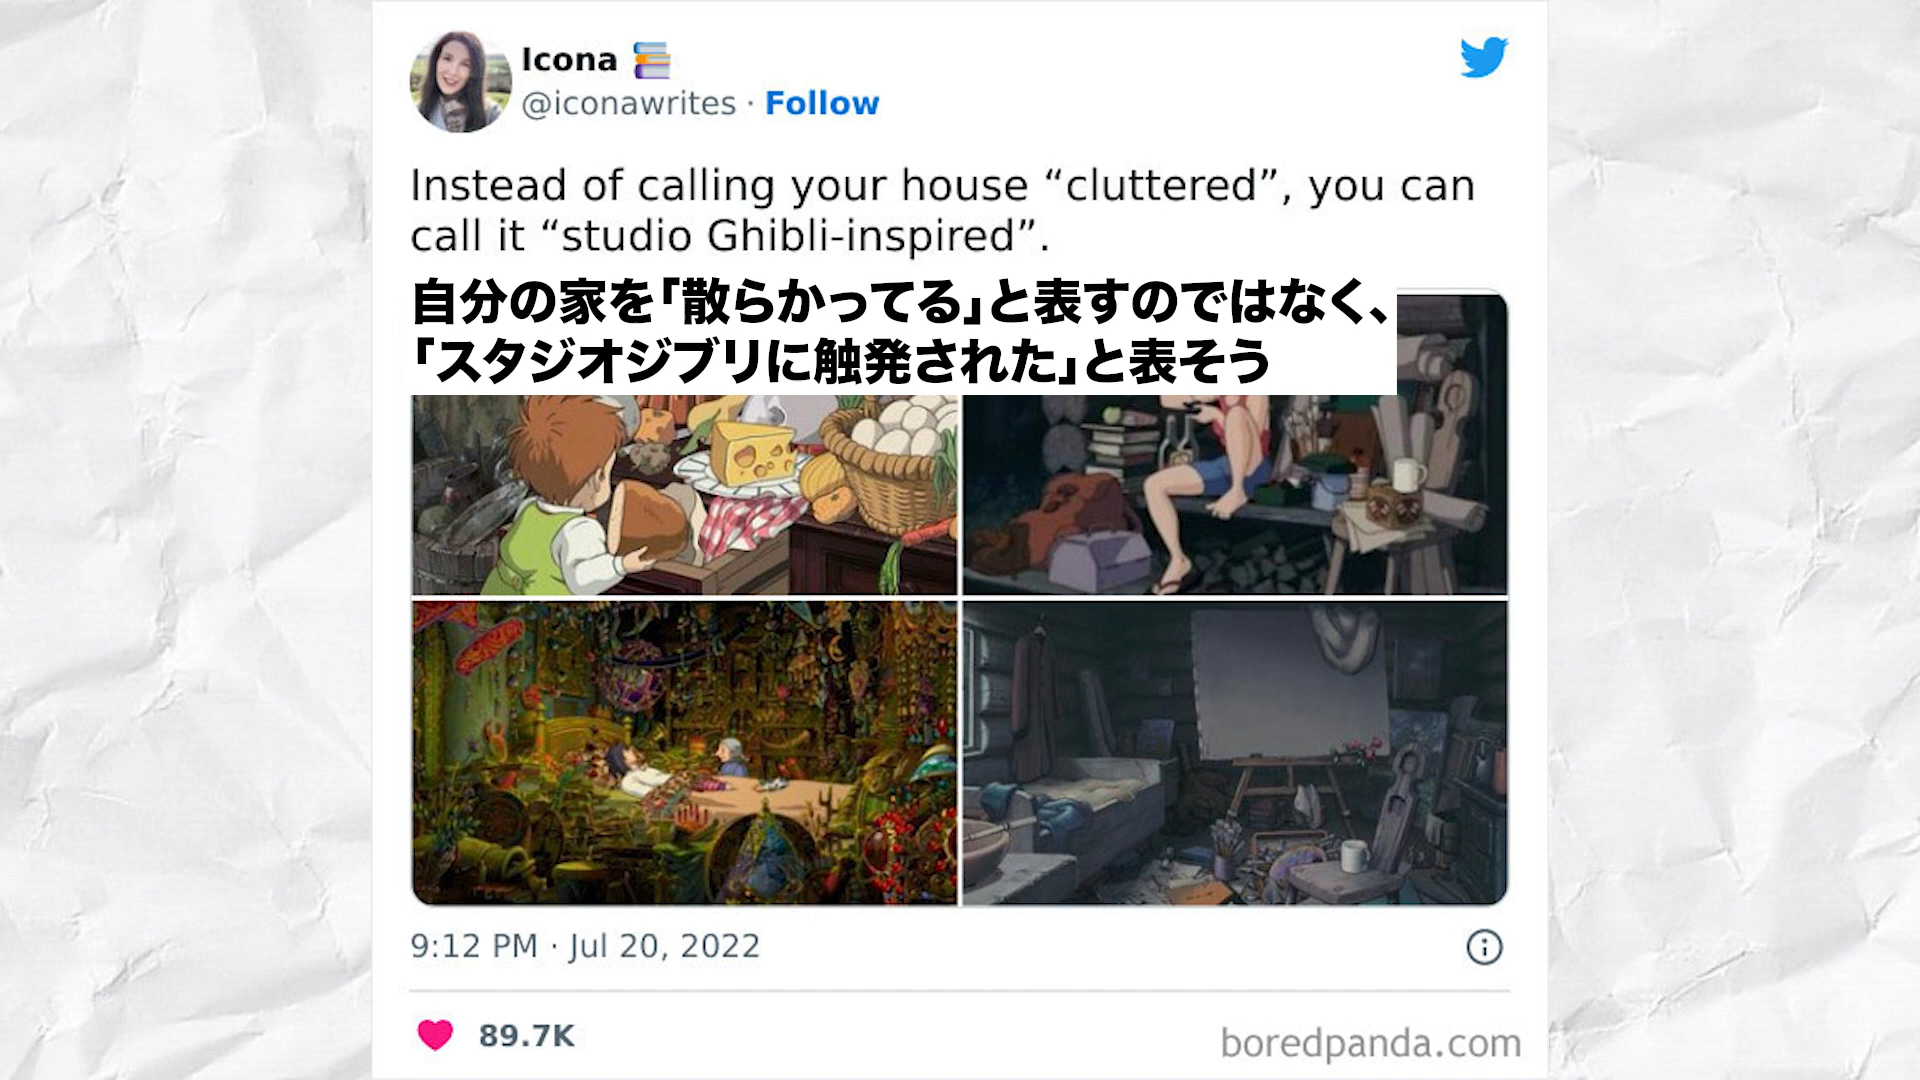 Icona
@iconawrites · Follow
Instead of calling your house “cluttered”, you can
call it “studio Ghibli-inspired”.
自分の家を「散らかってる」と表すのではなく、
「スタジオジブリに触発された」と表そう
9:12 PM · Jul 20, 2022
89.7K
boredpanda.com